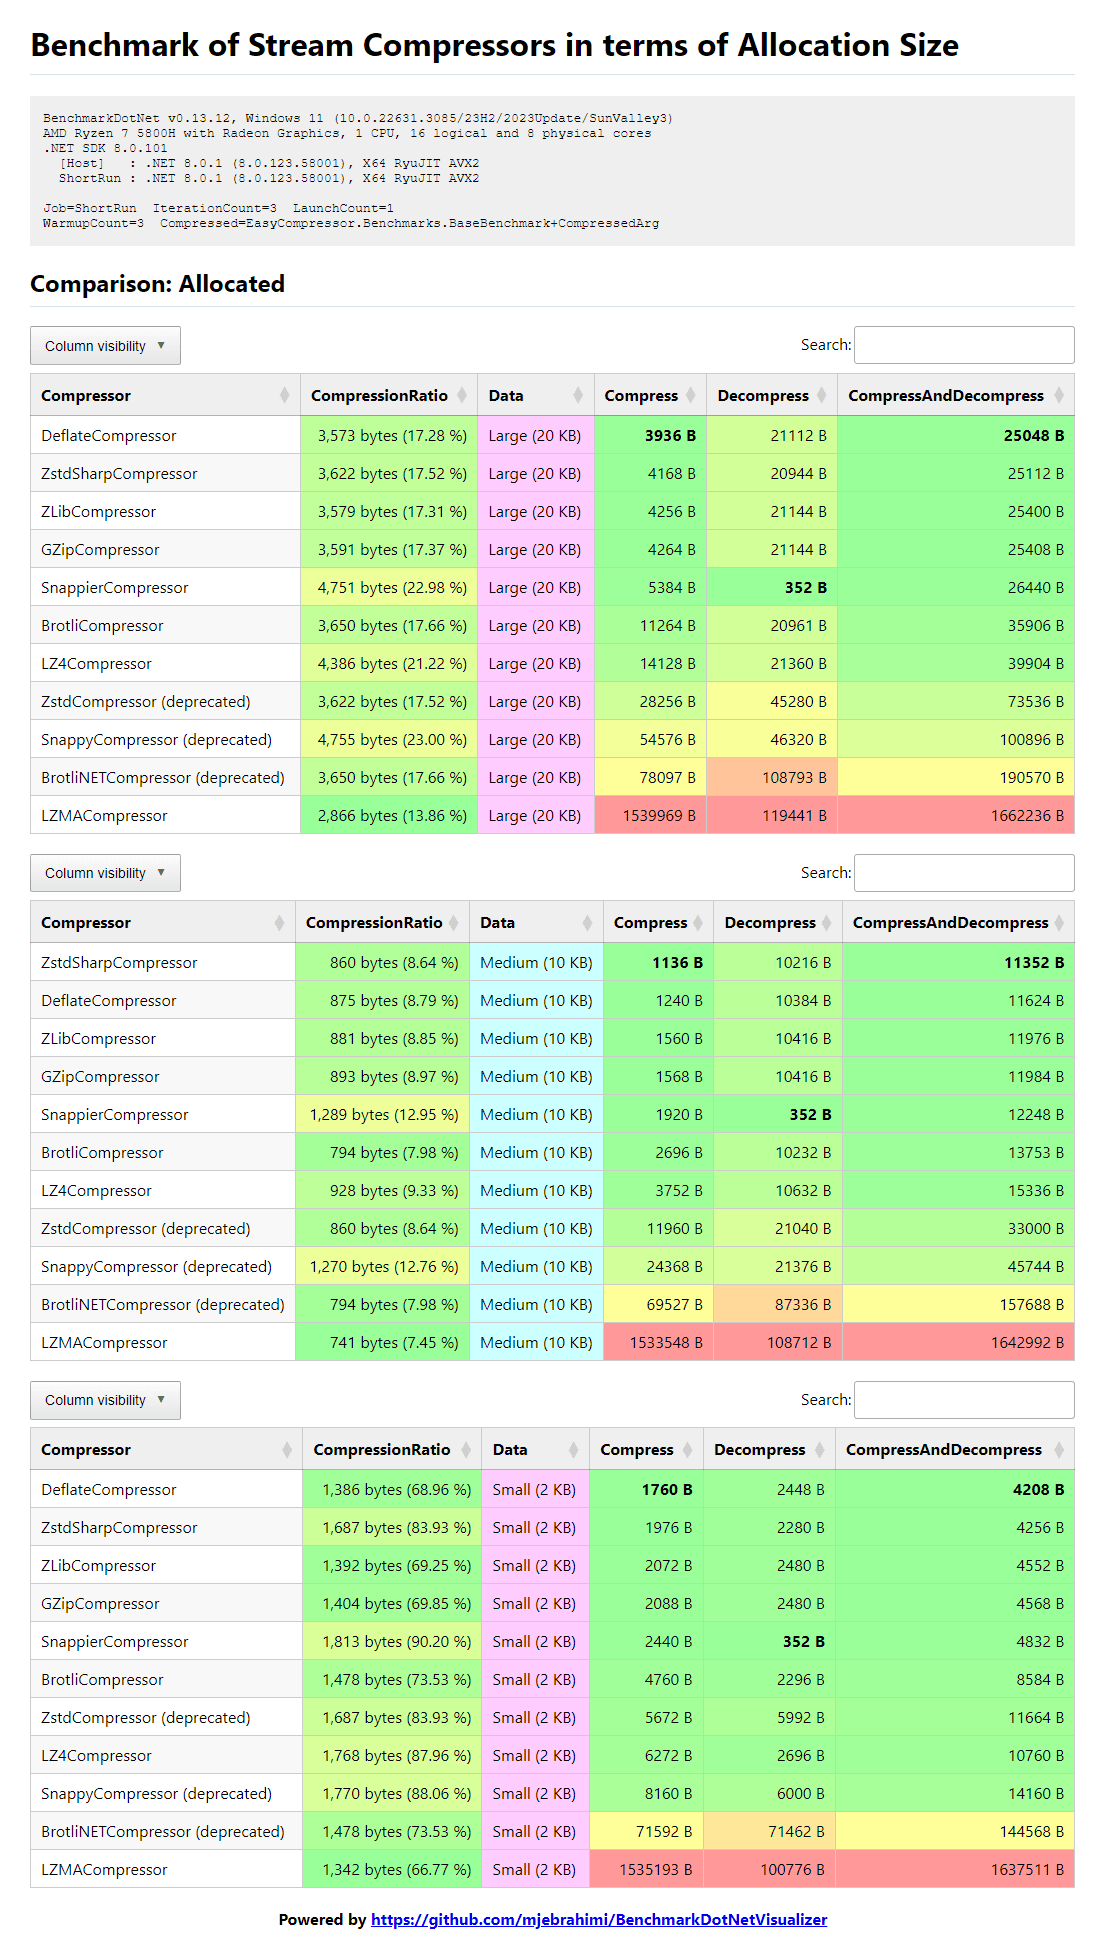 Benchmark of Stream Compressors in terms of Allocation Size
BenchmarkDotNet v0.13.12, Windows 11 (10.0.22631.3085/23H2/2023Update/SunValley3)
AMD Ryzen 7 5800H with Radeon Graphics, 1 CPU, 16 logical and 8 physical cores
.NET SDK 8.0.101
[Host]   : .NET 8.0.1 (8.0.123.58001), X64 RyuJIT AVX2
ShortRun : .NET 8.0.1 (8.0.123.58001), X64 RyuJIT AVX2
Job=ShortRun  IterationCount=3  LaunchCount=1
WarmupCount=3  Compressed=EasyCompressor.Benchmarks.BaseBenchmark+CompressedArg
Comparison: Allocated
Column visibility ▼ Search:
Compressor CompressionRatio Data Compress Decompress CompressAndDecompress
DeflateCompressor 3,573 bytes (17.28 %) Large (20 KB) 3936 B 21112 B 25048 B
ZstdSharpCompressor 3,622 bytes (17.52 %) Large (20 KB) 4168 B 20944 B 25112 B
ZLibCompressor 3,579 bytes (17.31 %) Large (20 KB) 4256 B 21144 B 25400 B
GZipCompressor 3,591 bytes (17.37 %) Large (20 KB) 4264 B 21144 B 25408 B
SnappierCompressor 4,751 bytes (22.98 %) Large (20 KB) 5384 B 352 B 26440 B
BrotliCompressor 3,650 bytes (17.66 %) Large (20 KB) 11264 B 20961 B 35906 B
LZ4Compressor 4,386 bytes (21.22 %) Large (20 KB) 14128 B 21360 B 39904 B
ZstdCompressor (deprecated) 3,622 bytes (17.52 %) Large (20 KB) 28256 B 45280 B 73536 B
SnappyCompressor (deprecated) 4,755 bytes (23.00 %) Large (20 KB) 54576 B 46320 B 100896 B
BrotliNETCompressor (deprecated) 3,650 bytes (17.66 %) Large (20 KB) 78097 B 108793 B 190570 B
LZMACompressor 2,866 bytes (13.86 %) Large (20 KB) 1539969 B 119441 B 1662236 B
Column visibility ▼ Search:
Compressor CompressionRatio Data Compress Decompress CompressAndDecompress
ZstdSharpCompressor 860 bytes (8.64 %) Medium (10 KB) 1136 B 10216 B 11352 B
DeflateCompressor 875 bytes (8.79 %) Medium (10 KB) 1240 B 10384 B 11624 B
ZLibCompressor 881 bytes (8.85 %) Medium (10 KB) 1560 B 10416 B 11976 B
GZipCompressor 893 bytes (8.97 %) Medium (10 KB) 1568 B 10416 B 11984 B
SnappierCompressor 1,289 bytes (12.95 %) Medium (10 KB) 1920 B 352 B 12248 B
BrotliCompressor 794 bytes (7.98 %) Medium (10 KB) 2696 B 10232 B 13753 B
LZ4Compressor 928 bytes (9.33 %) Medium (10 KB) 3752 B 10632 B 15336 B
ZstdCompressor (deprecated) 860 bytes (8.64 %) Medium (10 KB) 11960 B 21040 B 33000 B
SnappyCompressor (deprecated) 1,270 bytes (12.76 %) Medium (10 KB) 24368 B 21376 B 45744 B
BrotliNETCompressor (deprecated) 794 bytes (7.98 %) Medium (10 KB) 69527 B 87336 B 157688 B
LZMACompressor 741 bytes (7.45 %) Medium (10 KB) 1533548 B 108712 B 1642992 B
Column visibility ▼ Search:
Compressor CompressionRatio Data Compress Decompress CompressAndDecompress
DeflateCompressor 1,386 bytes (68.96 %) Small (2 KB) 1760 B 2448 B 4208 B
ZstdSharpCompressor 1,687 bytes (83.93 %) Small (2 KB) 1976 B 2280 B 4256 B
ZLibCompressor 1,392 bytes (69.25 %) Small (2 KB) 2072 B 2480 B 4552 B
GZipCompressor 1,404 bytes (69.85 %) Small (2 KB) 2088 B 2480 B 4568 B
SnappierCompressor 1,813 bytes (90.20 %) Small (2 KB) 2440 B 352 B 4832 B
BrotliCompressor 1,478 bytes (73.53 %) Small (2 KB) 4760 B 2296 B 8584 B
ZstdCompressor (deprecated) 1,687 bytes (83.93 %) Small (2 KB) 5672 B 5992 B 11664 B
LZ4Compressor 1,768 bytes (87.96 %) Small (2 KB) 6272 B 2696 B 10760 B
SnappyCompressor (deprecated) 1,770 bytes (88.06 %) Small (2 KB) 8160 B 6000 B 14160 B
BrotliNETCompressor (deprecated) 1,478 bytes (73.53 %) Small (2 KB) 71592 B 71462 B 144568 B
LZMACompressor 1,342 bytes (66.77 %) Small (2 KB) 1535193 B 100776 B 1637511 B
Powered by https://github.com/mjebrahimi/BenchmarkDotNetVisualizer